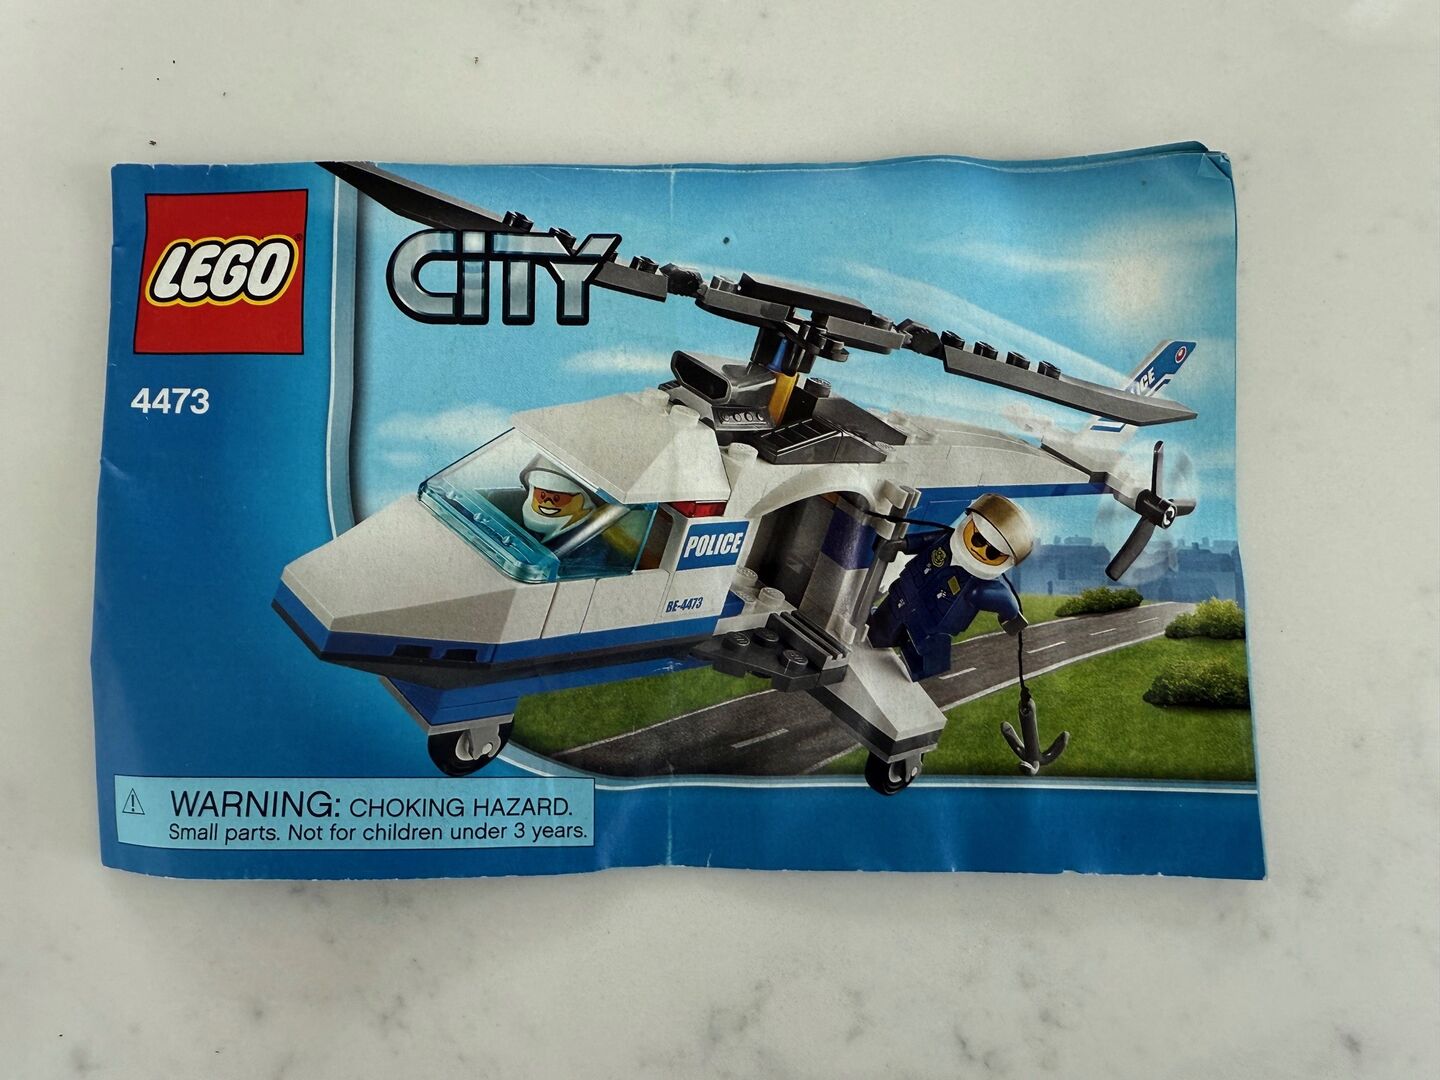 LEGO®
CiTY
4473
POLICE
BE-4473
WARNING: CHOKING HAZARD.
Small parts. Not for children under 3 years.